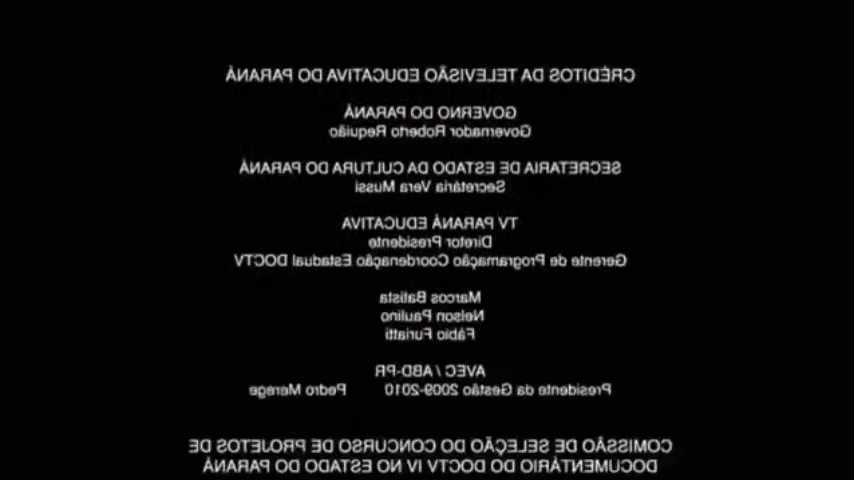 CRÉDITOS DA TELEVISÃO EDUCATIVA DO PARANÁ
GOVERNO DO PARANÁ
Governador Roberto Requião
SECRETARIA DE ESTADO DA CULTURA DO PARANÁ
Secretária Vera Mussi
TV PARANÁ EDUCATIVA
Diretor Presidente
Gerente de Programação Coordenação Estadual DOCTV
Marcos Batista
Nelson Paulino
Fábio Furiatti
AVEC / ABD-PR
Presidente da Gestão 2009-2010 Pedro Merege
COMISSÃO DE SELEÇÃO DO CONCURSO DE PROJETOS DE
DOCUMENTÁRIO DO DOCTV IV NO ESTADO DO PARANÁ